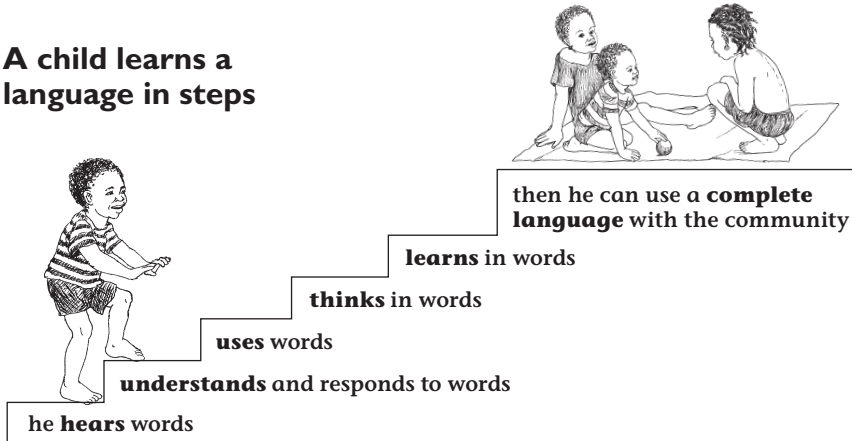 A child learns a
language in steps
then he can use a complete
language with the community
learns in words
thinks in words
uses words
understands and responds to words
he hears words